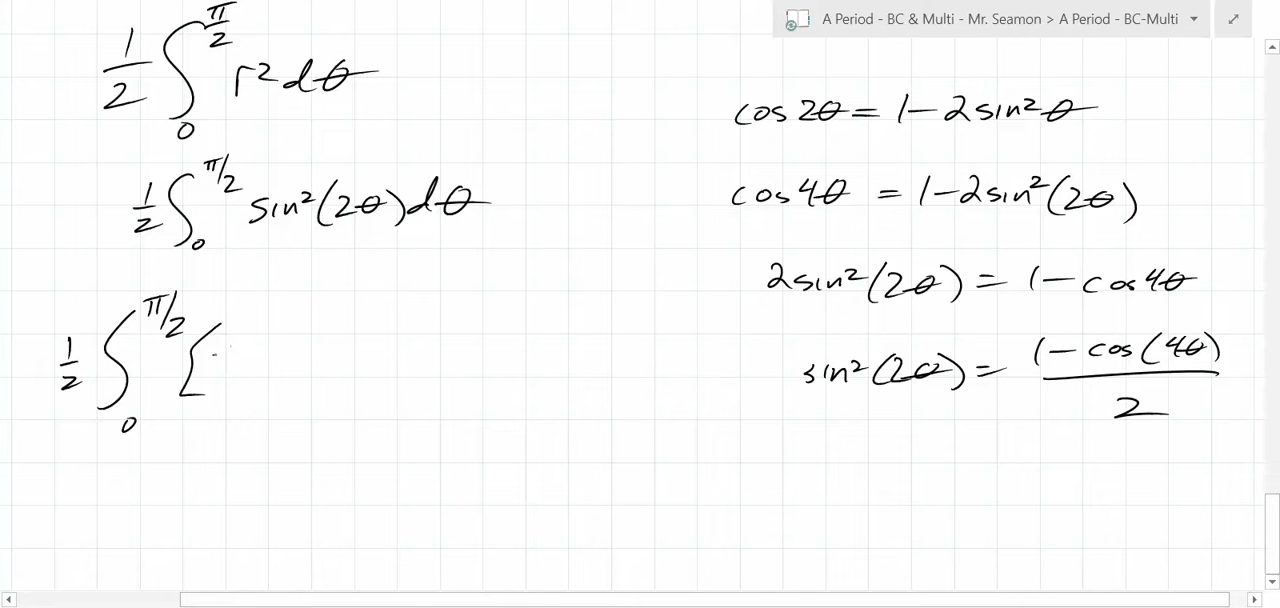 A Period - BC & Multi - Mr. Seamon > A Period - BC-Multi
1/2 ∫₀^{π/2} r² dθ
1/2 ∫₀^{π/2} sin²(2θ)dθ
1/2 ∫₀^{π/2} [
cos 2θ = 1 - 2sin²θ
cos 4θ = 1 - 2sin²(2θ)
2sin²(2θ) = 1 - cos 4θ
sin²(2θ) = (1 - cos(4θ))/2